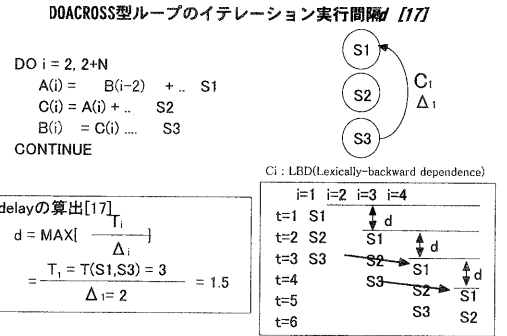 DOACROSS型ループのイテレーション実行間隔d [17]
DO i = 2, 2+N
A(i) = B(i-2) + .. S1
C(i) = A(i) + .. S2
B(i) = C(i) .... S3
CONTINUE
S1
S2
S3
C1
Δ1
Ci : LBD(Lexically-backward dependence)
delayの算出[17]
d = MAX{ Ti / Δi }
= T1 = T(S1,S3) = 3 / Δ1= 2 = 1.5
i=1 i=2 i=3 i=4
t=1 S1 d
t=2 S2 S1 d
t=3 S3 S2 S1 d
t=4 S3 S2 S1
t=5
t=6 S3 S2